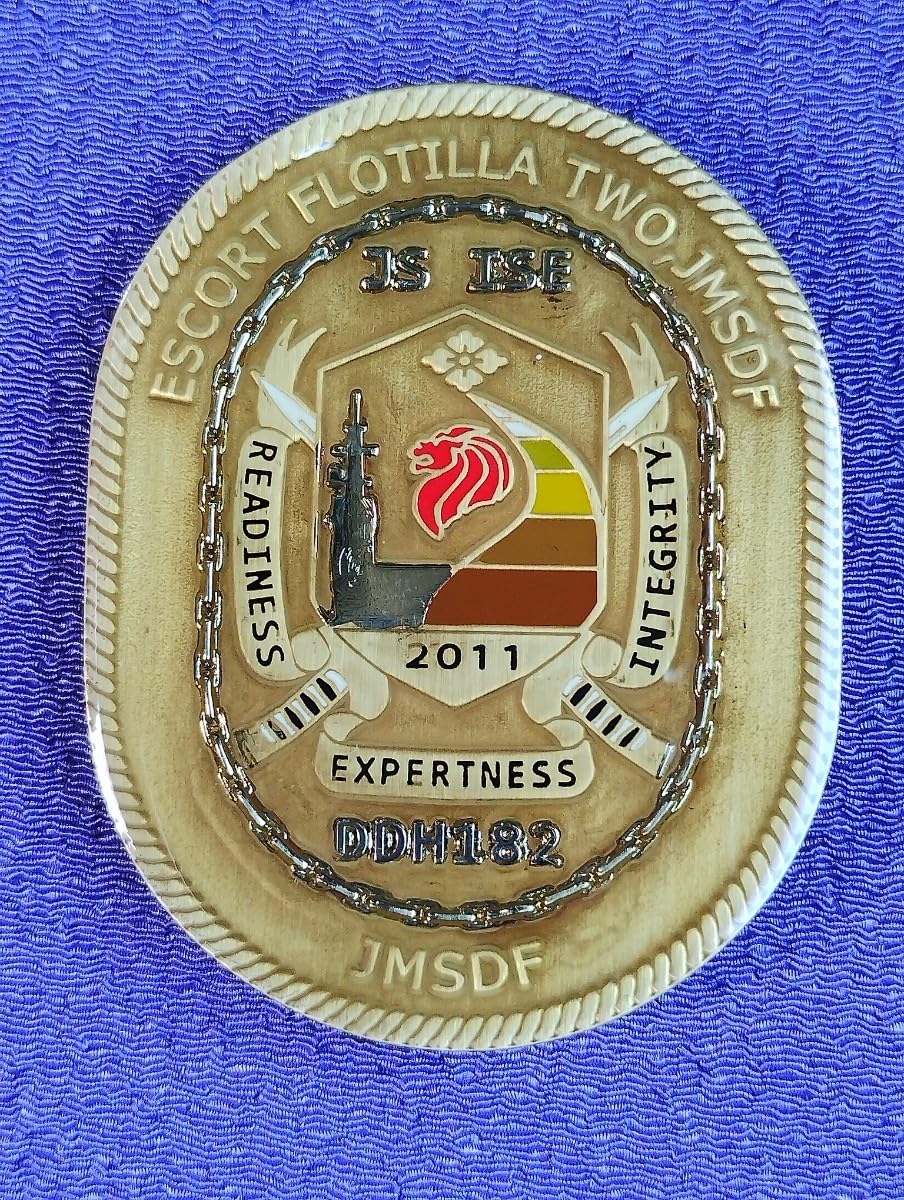 ESCORT FLOTILLA TWO, JMSDF
JS ISE
READINESS
INTEGRITY
2011
EXPERTNESS
DDH182
JMSDF